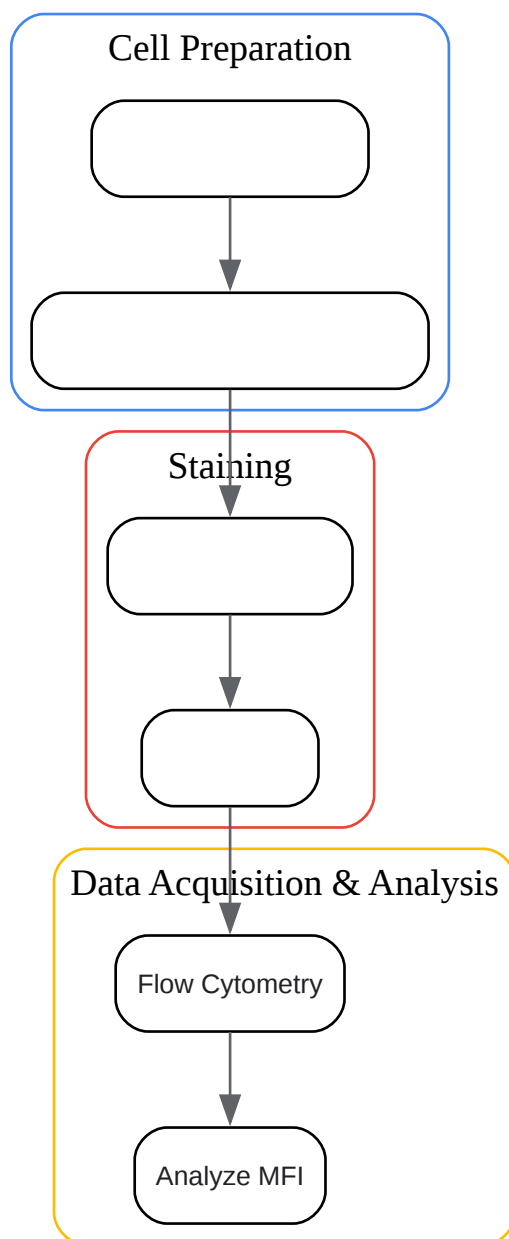 Cell Preparation
Staining
Data Acquisition & Analysis
Flow Cytometry
Analyze MFI